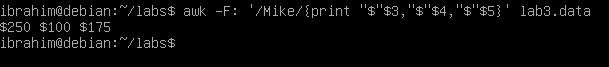 ibrahim@debian:~/labs$ awk -F: '/Mike/{print "$"$3,"$"$4,"$"$5}' lab3.data
$250 $100 $175
ibrahim@debian:~/labs$